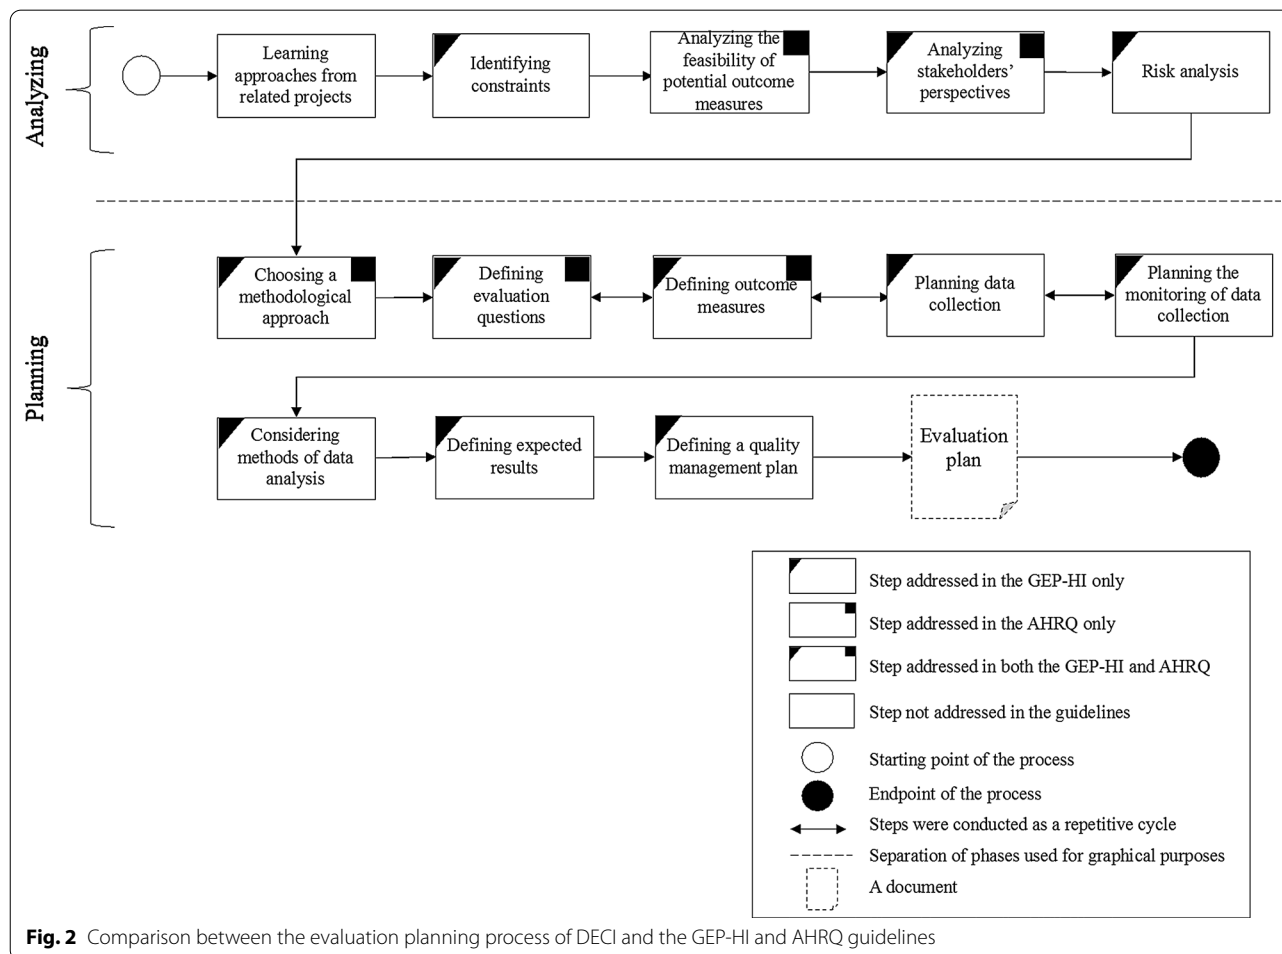 Analyzing
Learning
approaches from
related projects
Identifying
constraints
Analyzing the
feasibility of
potential outcome
measures
Analyzing
stakeholders'
perspectives
Risk analysis
Planning
Choosing a
methodological
approach
Defining
evaluation
questions
Defining outcome
measures
Planning data
collection
Planning the
monitoring of data
collection
Considering
methods of data
analysis
Defining expected
results
Defining a quality
management plan
Evaluation
plan
Step addressed in the GEP-HI only
Step addressed in the AHRQ only
Step addressed in both the GEP-HI and AHRQ
Step not addressed in the guidelines
Starting point of the process
Endpoint of the process
Steps were conducted as a repetitive cycle
Separation of phases used for graphical purposes
A document
Fig. 2 Comparison between the evaluation planning process of DECI and the GEP-HI and AHRQ guidelines